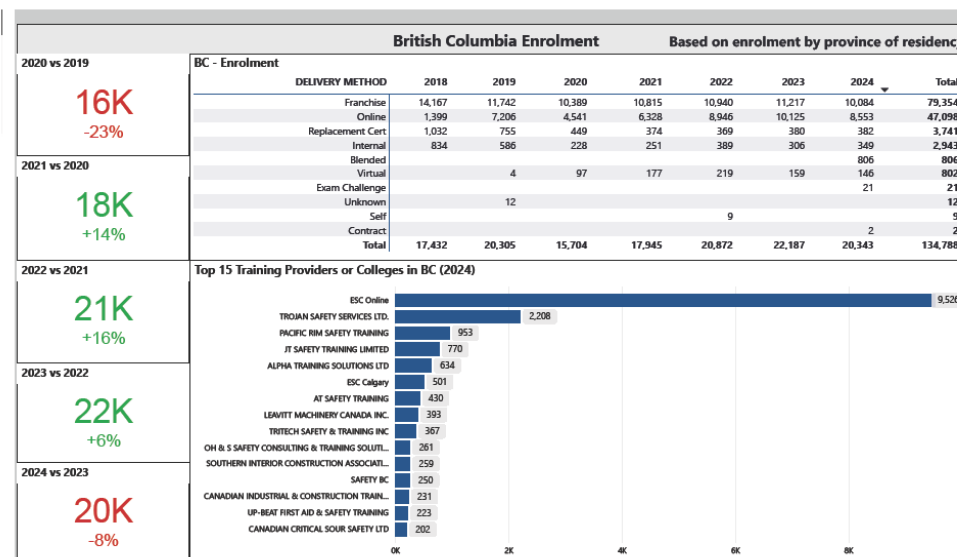 British Columbia Enrolment Based on enrolment by province of residency
2020 vs 2019
16K
-23%
2021 vs 2020
18K
+14%
2022 vs 2021
21K
+16%
2023 vs 2022
22K
+6%
2024 vs 2023
20K
-8%
BC - Enrolment
DELIVERY METHOD 2018 2019 2020 2021 2022 2023 2024 Total
Franchise 14,167 11,742 10,389 10,815 10,940 11,217 10,084 79,354
Online 1,399 7,206 4,541 6,328 8,946 10,125 8,553 47,098
Replacement Cert 1,032 755 449 374 369 380 382 3,741
Internal 834 586 228 251 389 306 349 2,943
Blended 806 806
Virtual 4 97 177 219 159 146 802
Exam Challenge 21 21
Unknown 12 12
Self 9 9
Contract 2 2
Total 17,432 20,305 15,704 17,945 20,872 22,187 20,343 134,788
Top 15 Training Providers or Colleges in BC (2024)
ESC Online 9,526
TROJAN SAFETY SERVICES LTD. 2,208
PACIFIC RIM SAFETY TRAINING 953
JT SAFETY TRAINING LIMITED 770
ALPHA TRAINING SOLUTIONS LTD 634
ESC Calgary 501
AT SAFETY TRAINING 430
LEAVITT MACHINERY CANADA INC. 393
TRITECH SAFETY & TRAINING INC 367
OH & S SAFETY CONSULTING & TRAINING SOLUTI... 261
SOUTHERN INTERIOR CONSTRUCTION ASSOCIATI... 259
SAFETY BC 250
CANADIAN INDUSTRIAL & CONSTRUCTION TRAIN... 231
UP-BEAT FIRST AID & SAFETY TRAINING 223
CANADIAN CRITICAL SOUR SAFETY LTD 202
0K 2K 4K 6K 8K